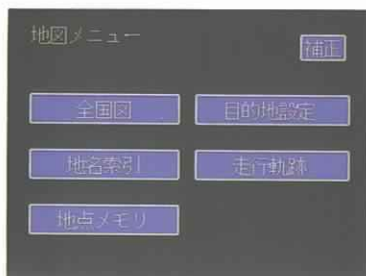 地図メニュー
補正
全国図
目的地設定
地名索引
走行軌跡
地点メモリ